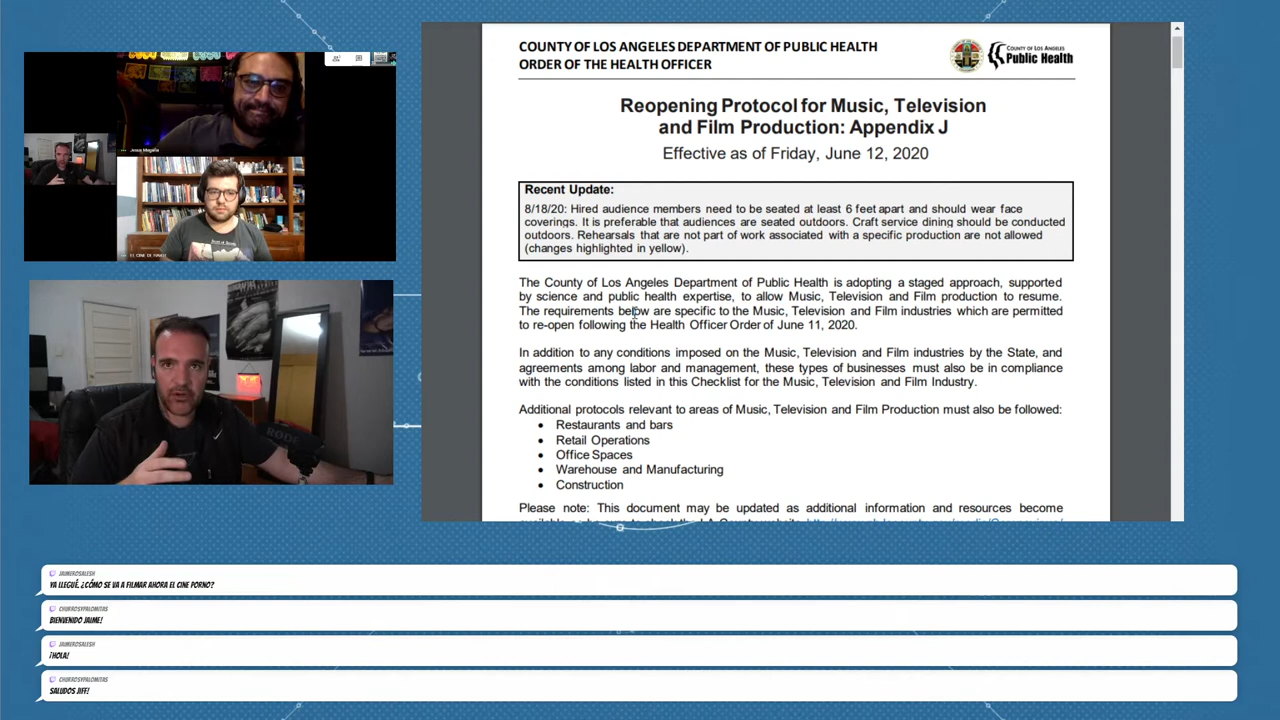 COUNTY OF LOS ANGELES DEPARTMENT OF PUBLIC HEALTH
ORDER OF THE HEALTH OFFICER
COUNTY OF LOS ANGELES
Public Health
Reopening Protocol for Music, Television
and Film Production: Appendix J
Effective as of Friday, June 12, 2020
Recent Update:
8/18/20: Hired audience members need to be seated at least 6 feet apart and should wear face
coverings. It is preferable that audiences are seated outdoors. Craft service dining should be conducted
outdoors. Rehearsals that are not part of work associated with a specific production are not allowed
(changes highlighted in yellow).
The County of Los Angeles Department of Public Health is adopting a staged approach, supported
by science and public health expertise, to allow Music, Television and Film production to resume.
The requirements below are specific to the Music, Television and Film industries which are permitted
to re-open following the Health Officer Order of June 11, 2020.
In addition to any conditions imposed on the Music, Television and Film industries by the State, and
agreements among labor and management, these types of businesses must also be in compliance
with the conditions listed in this Checklist for the Music, Television and Film Industry.
Additional protocols relevant to areas of Music, Television and Film Production must also be followed:
• Restaurants and bars
• Retail Operations
• Office Spaces
• Warehouse and Manufacturing
• Construction
Please note: This document may be updated as additional information and resources become
RODE
JAIMEROSALESH
YA LLEGUÉ. ¿CÓMO SE VA A FILMAR AHORA EL CINE PORNO?
CHURROSYPALOMITAS
BIENVENIDO JAIME!
JAIMEROSALESH
¡HOLA!
CHURROSYPALOMITAS
SALUDOS JIFF!